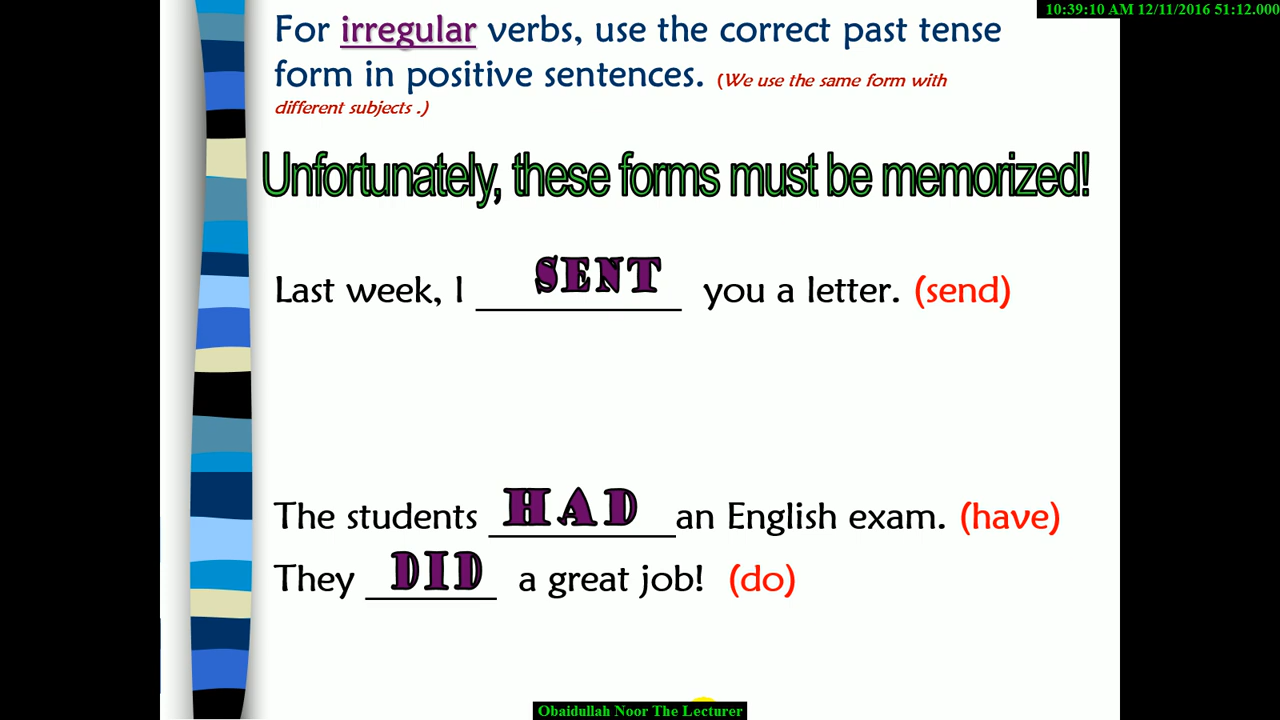 10:39:10 AM 12/11/2016 51:12.000
For irregular verbs, use the correct past tense
form in positive sentences. (We use the same form with
different subjects .)
Unfortunately, these forms must be memorized!
Last week, I SENT you a letter. (send)
The students HAD an English exam. (have)
They DID a great job! (do)
Obaidullah Noor The Lecturer